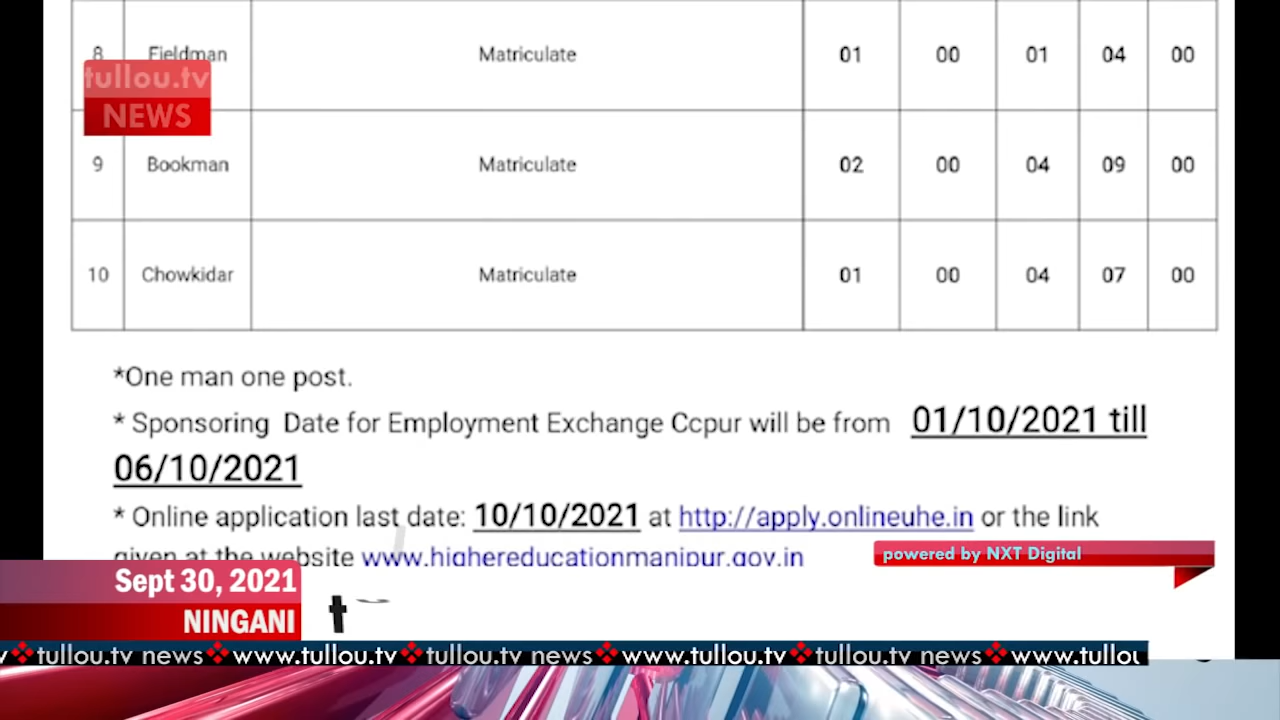 8 Fieldman Matriculate 01 00 01 04 00
tullou.tv
NEWS
9 Bookman Matriculate 02 00 04 09 00
10 Chowkidar Matriculate 01 00 04 07 00
*One man one post.
* Sponsoring Date for Employment Exchange Ccpur will be from 01/10/2021 till
06/10/2021
* Online application last date: 10/10/2021 at http://apply.onlineuhe.in or the link
given at the website www.highereducationmanipur.gov.in
powered by NXT Digital
Sept 30, 2021
NINGANI
t
v tullou.tv news www.tullou.tv tullou.tv news www.tullou.tv tullou.tv news www.tullou